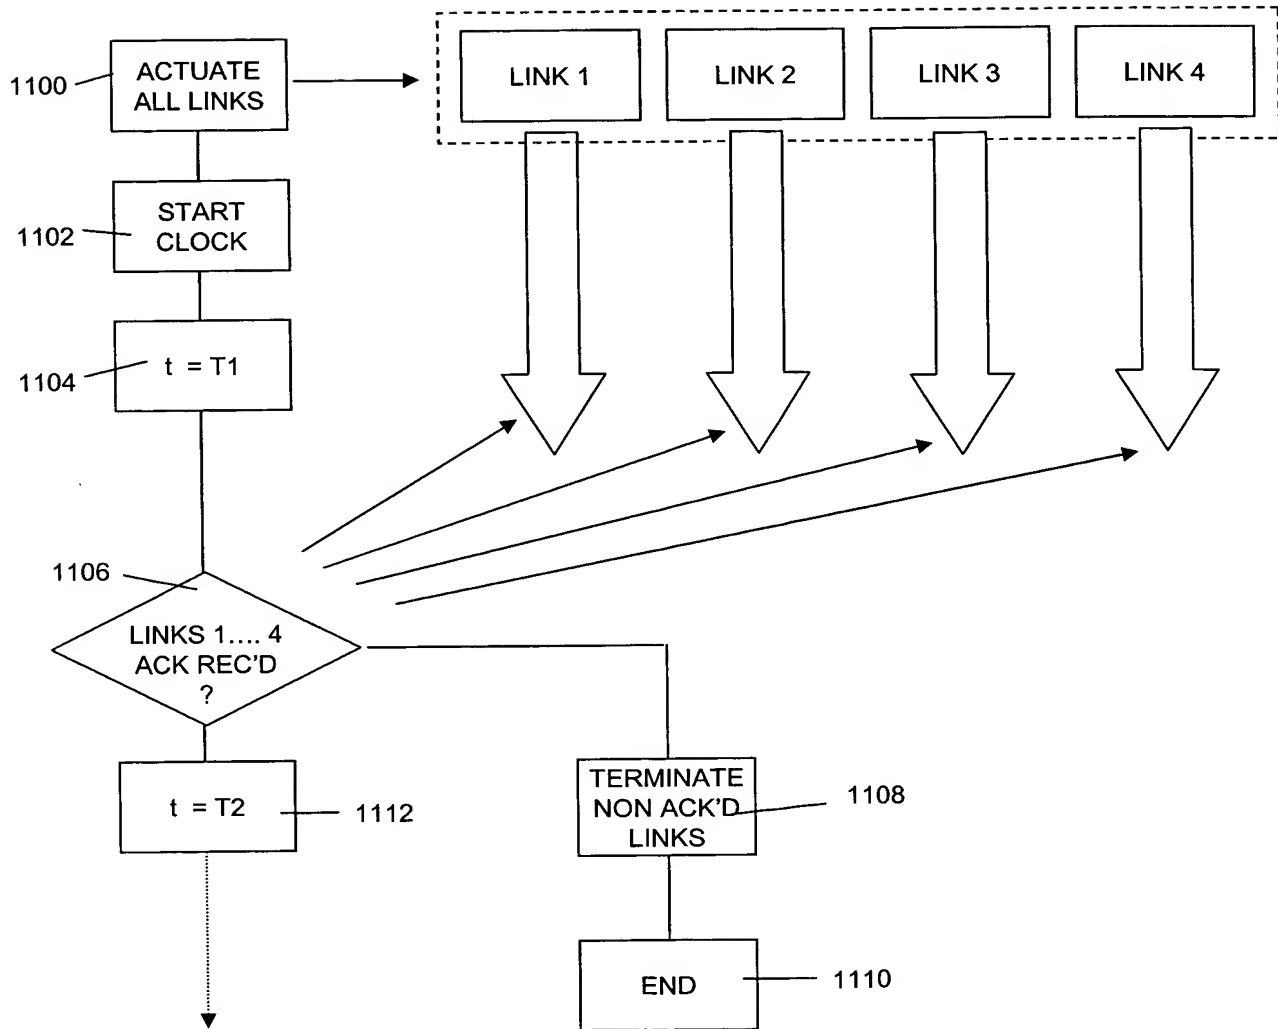 1100
ACTUATE
ALL LINKS
LINK 1
LINK 2
LINK 3
LINK 4
1102
START
CLOCK
1104
t = T1
1106
LINKS 1.... 4
ACK REC'D
?
t = T2
1112
TERMINATE
NON ACK'D
LINKS
1108
END
1110